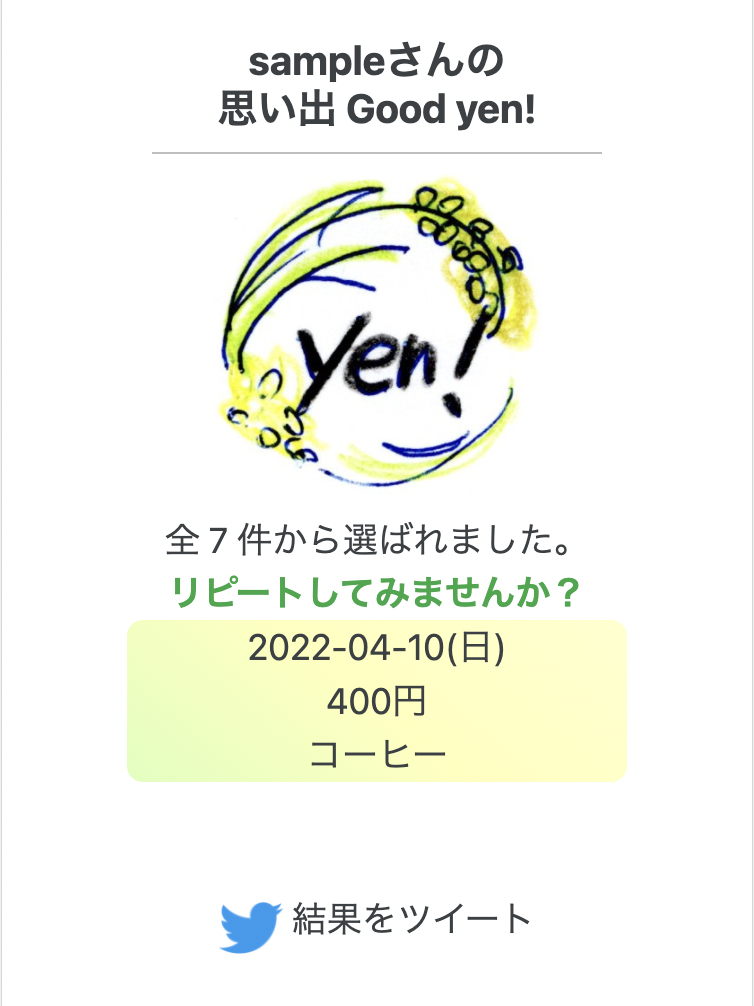 sampleさんの
思い出 Good yen!
yen!
全７件から選ばれました。
リピートしてみませんか？
2022-04-10(日)
400円
コーヒー
結果をツイート